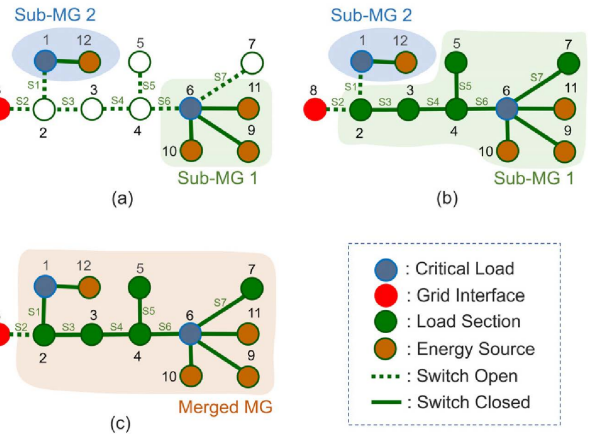 Sub-MG 2
1 12
S1
5
S5
7
S7
11
3
6
S2 S3 S4 S6
2
4
9
10
Sub-MG 1
(a)
Sub-MG 2
1 12
S1
5
S5
7
S7
11
8
3
6
S2 S3 S4 S6
2
4
9
10
Sub-MG 1
(b)
1 12
S1
5
S5
7
S7
11
3
6
S2 S3 S4 S6
2
4
9
10
Merged MG
(c)
: Critical Load
: Grid Interface
: Load Section
: Energy Source
: Switch Open
: Switch Closed